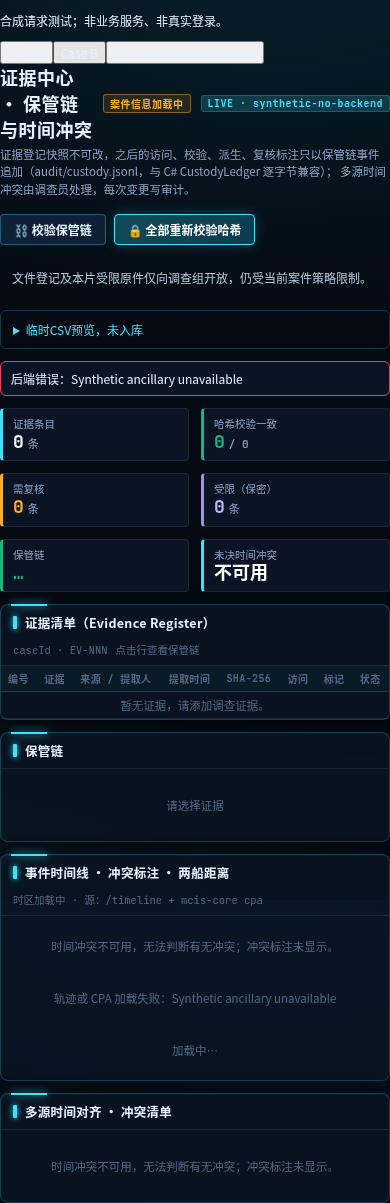 合成请求测试；非业务服务、非真实登录。
Case B
证据中心
· 保管链
与时间冲突
案件信息加载中
LIVE · synthetic-no-backend
证据登记快照不可改，之后的访问、校验、派生、复核标注只以保管链事件
追加（audit/custody.jsonl，与 C# CustodyLedger 逐字节兼容）； 多源时间
冲突由调查员处理，每次变更写审计。
⛓ 校验保管链
🔒 全部重新校验哈希
文件登记及本片受限原件仅向调查组开放，仍受当前案件策略限制。
▶ 临时CSV预览，未入库
后端错误：Synthetic ancillary unavailable
证据条目
0 条
哈希校验一致
0 / 0
需复核
0 条
受限（保密）
0 条
保管链
…
未决时间冲突
不可用
证据清单（Evidence Register）
caseId · EV-NNN 点击行查看保管链
编号 证据 来源 / 提取人 提取时间 SHA-256 访问 标记 状态
暂无证据，请添加调查证据。
保管链
请选择证据
事件时间线 · 冲突标注 · 两船距离
时区加载中 · 源：/timeline + mcis-core cpa
时间冲突不可用，无法判断有无冲突；冲突标注未显示。
轨迹或 CPA 加载失败：Synthetic ancillary unavailable
加载中…
多源时间对齐 · 冲突清单
时间冲突不可用，无法判断有无冲突；冲突标注未显示。